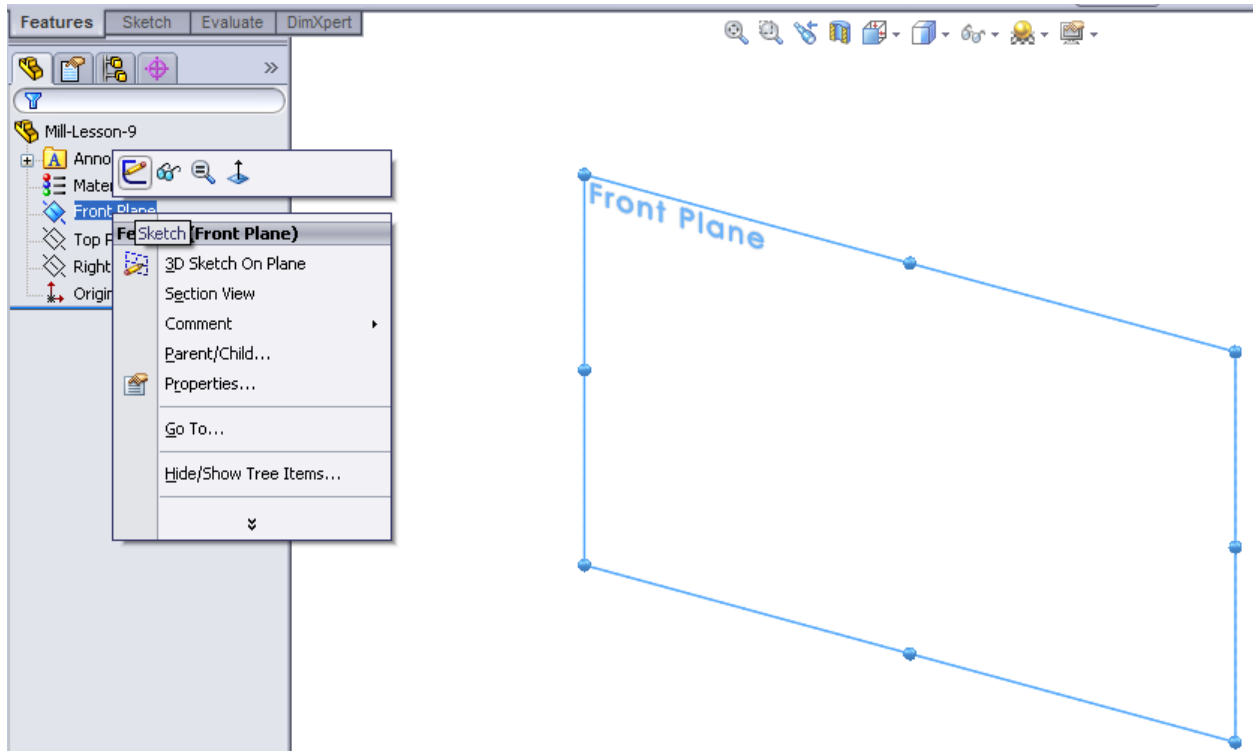 Features Sketch Evaluate DimXpert
»
Mill-Lesson-9
A Anno
Mater
Front Plane
Top P
Right
Origin
Sketch
Fe (Front Plane)
3D Sketch On Plane
Section View
Comment
Parent/Child...
Properties...
Go To...
Hide/Show Tree Items...
Front Plane